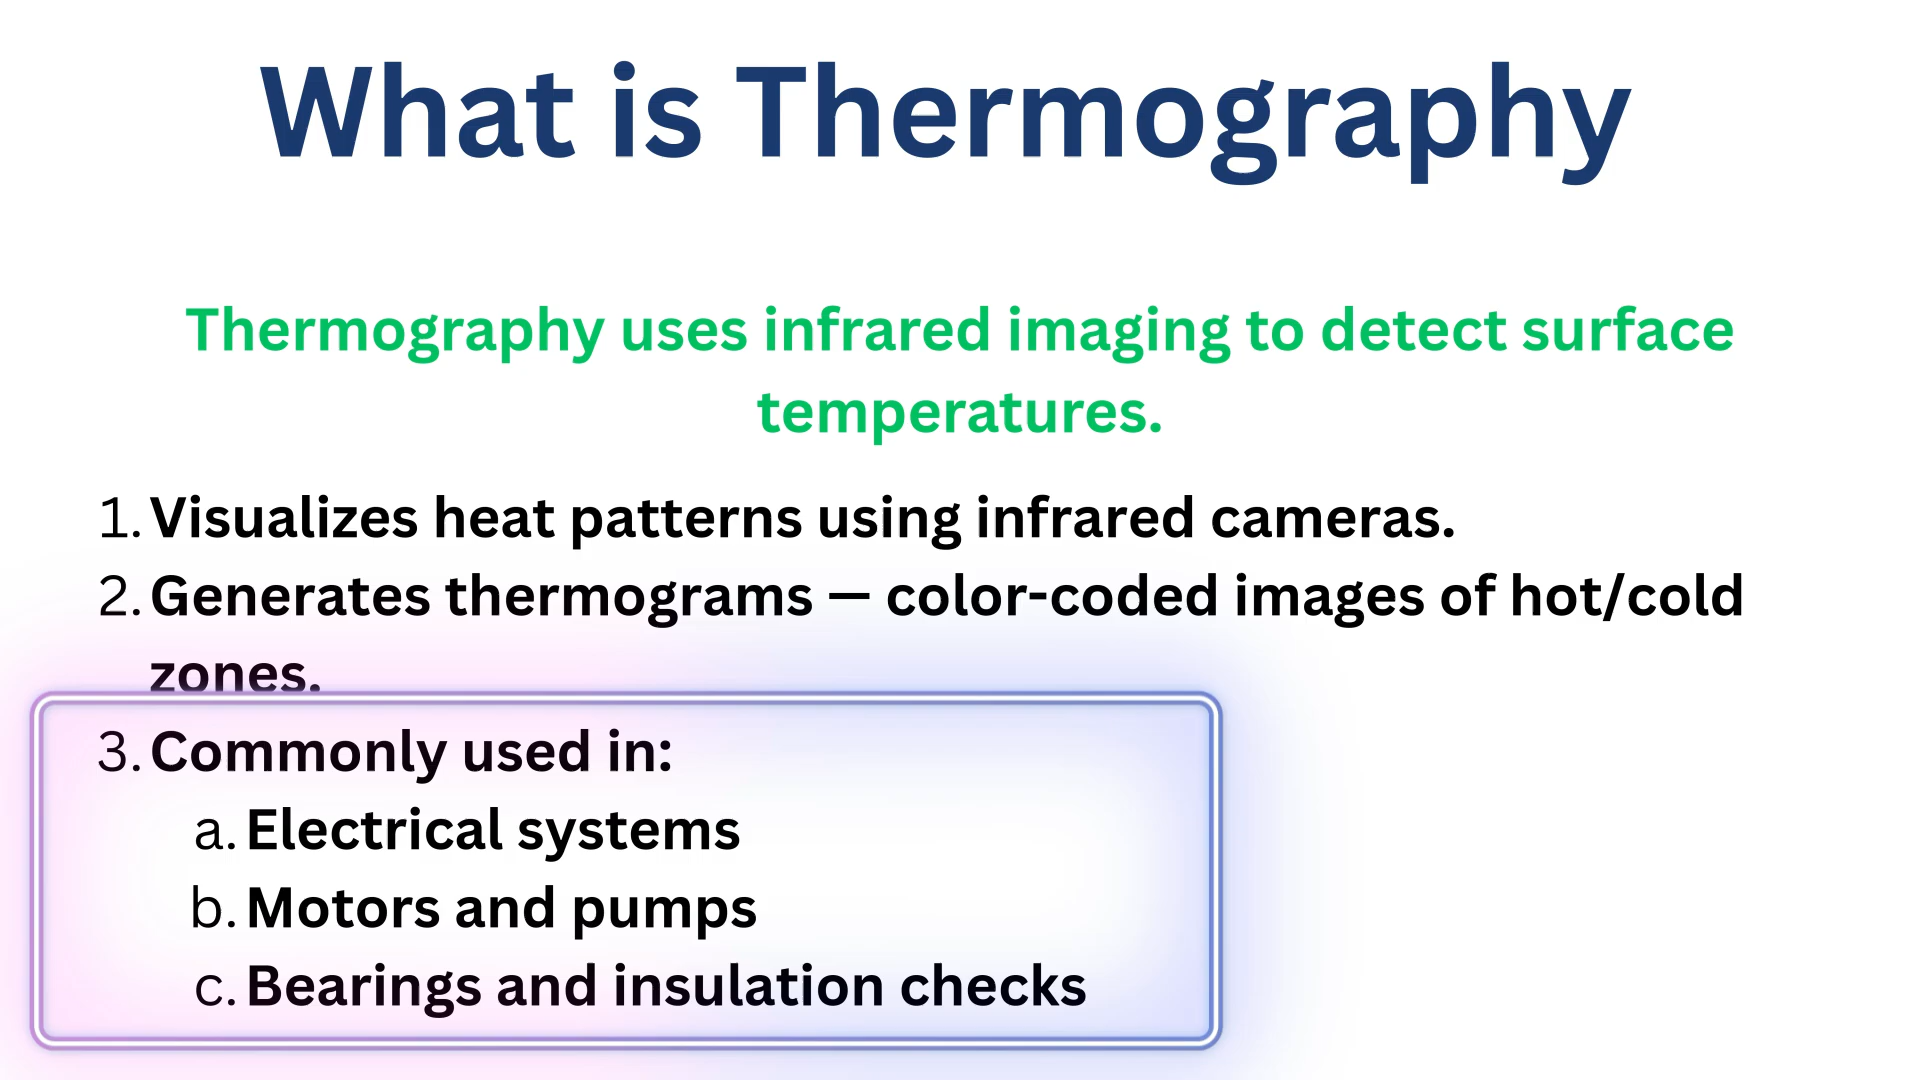 What is Thermography
Thermography uses infrared imaging to detect surface
temperatures.
1. Visualizes heat patterns using infrared cameras.
2. Generates thermograms — color-coded images of hot/cold
zones.
3. Commonly used in:
a. Electrical systems
b. Motors and pumps
c. Bearings and insulation checks